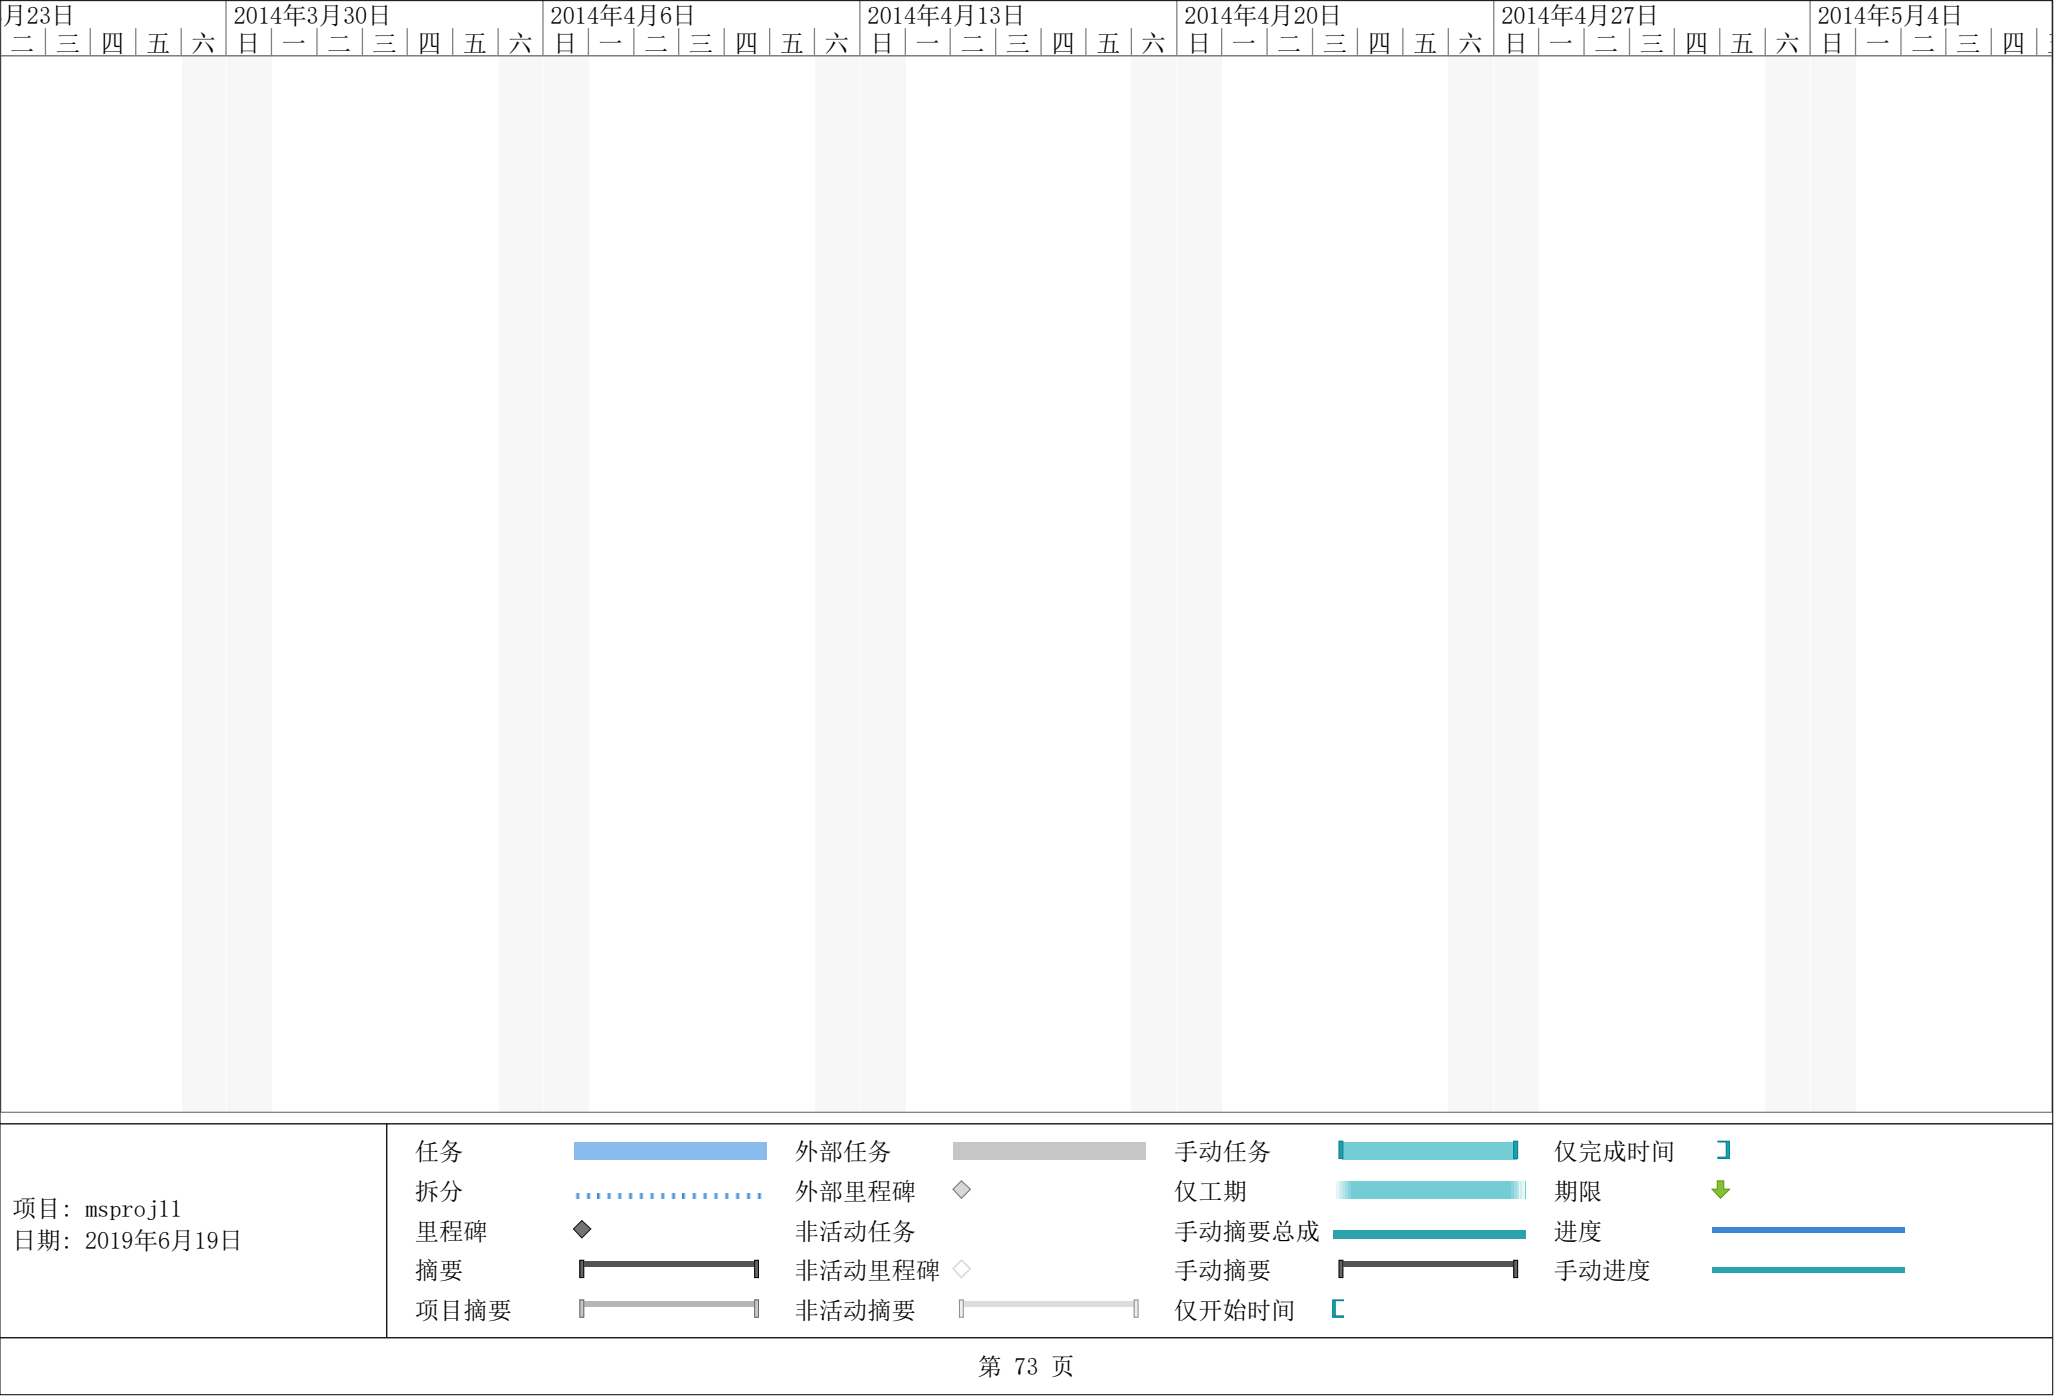 月23日 2014年3月30日 2014年4月6日 2014年4月13日 2014年4月20日 2014年4月27日 2014年5月4日
二 三 四 五 六 日 一 二 三 四 五 六 日 一 二 三 四 五 六 日 一 二 三 四 五 六 日 一 二 三 四 五 六 日 一 二 三 四 五 六 日 一 二 三 四
项目: msproj11
日期: 2019年6月19日
任务 外部任务 手动任务 仅完成时间
拆分 外部里程碑 仅工期 期限
里程碑 非活动任务 手动摘要总成 进度
摘要 非活动里程碑 手动摘要 手动进度
项目摘要 非活动摘要 仅开始时间
第 73 页